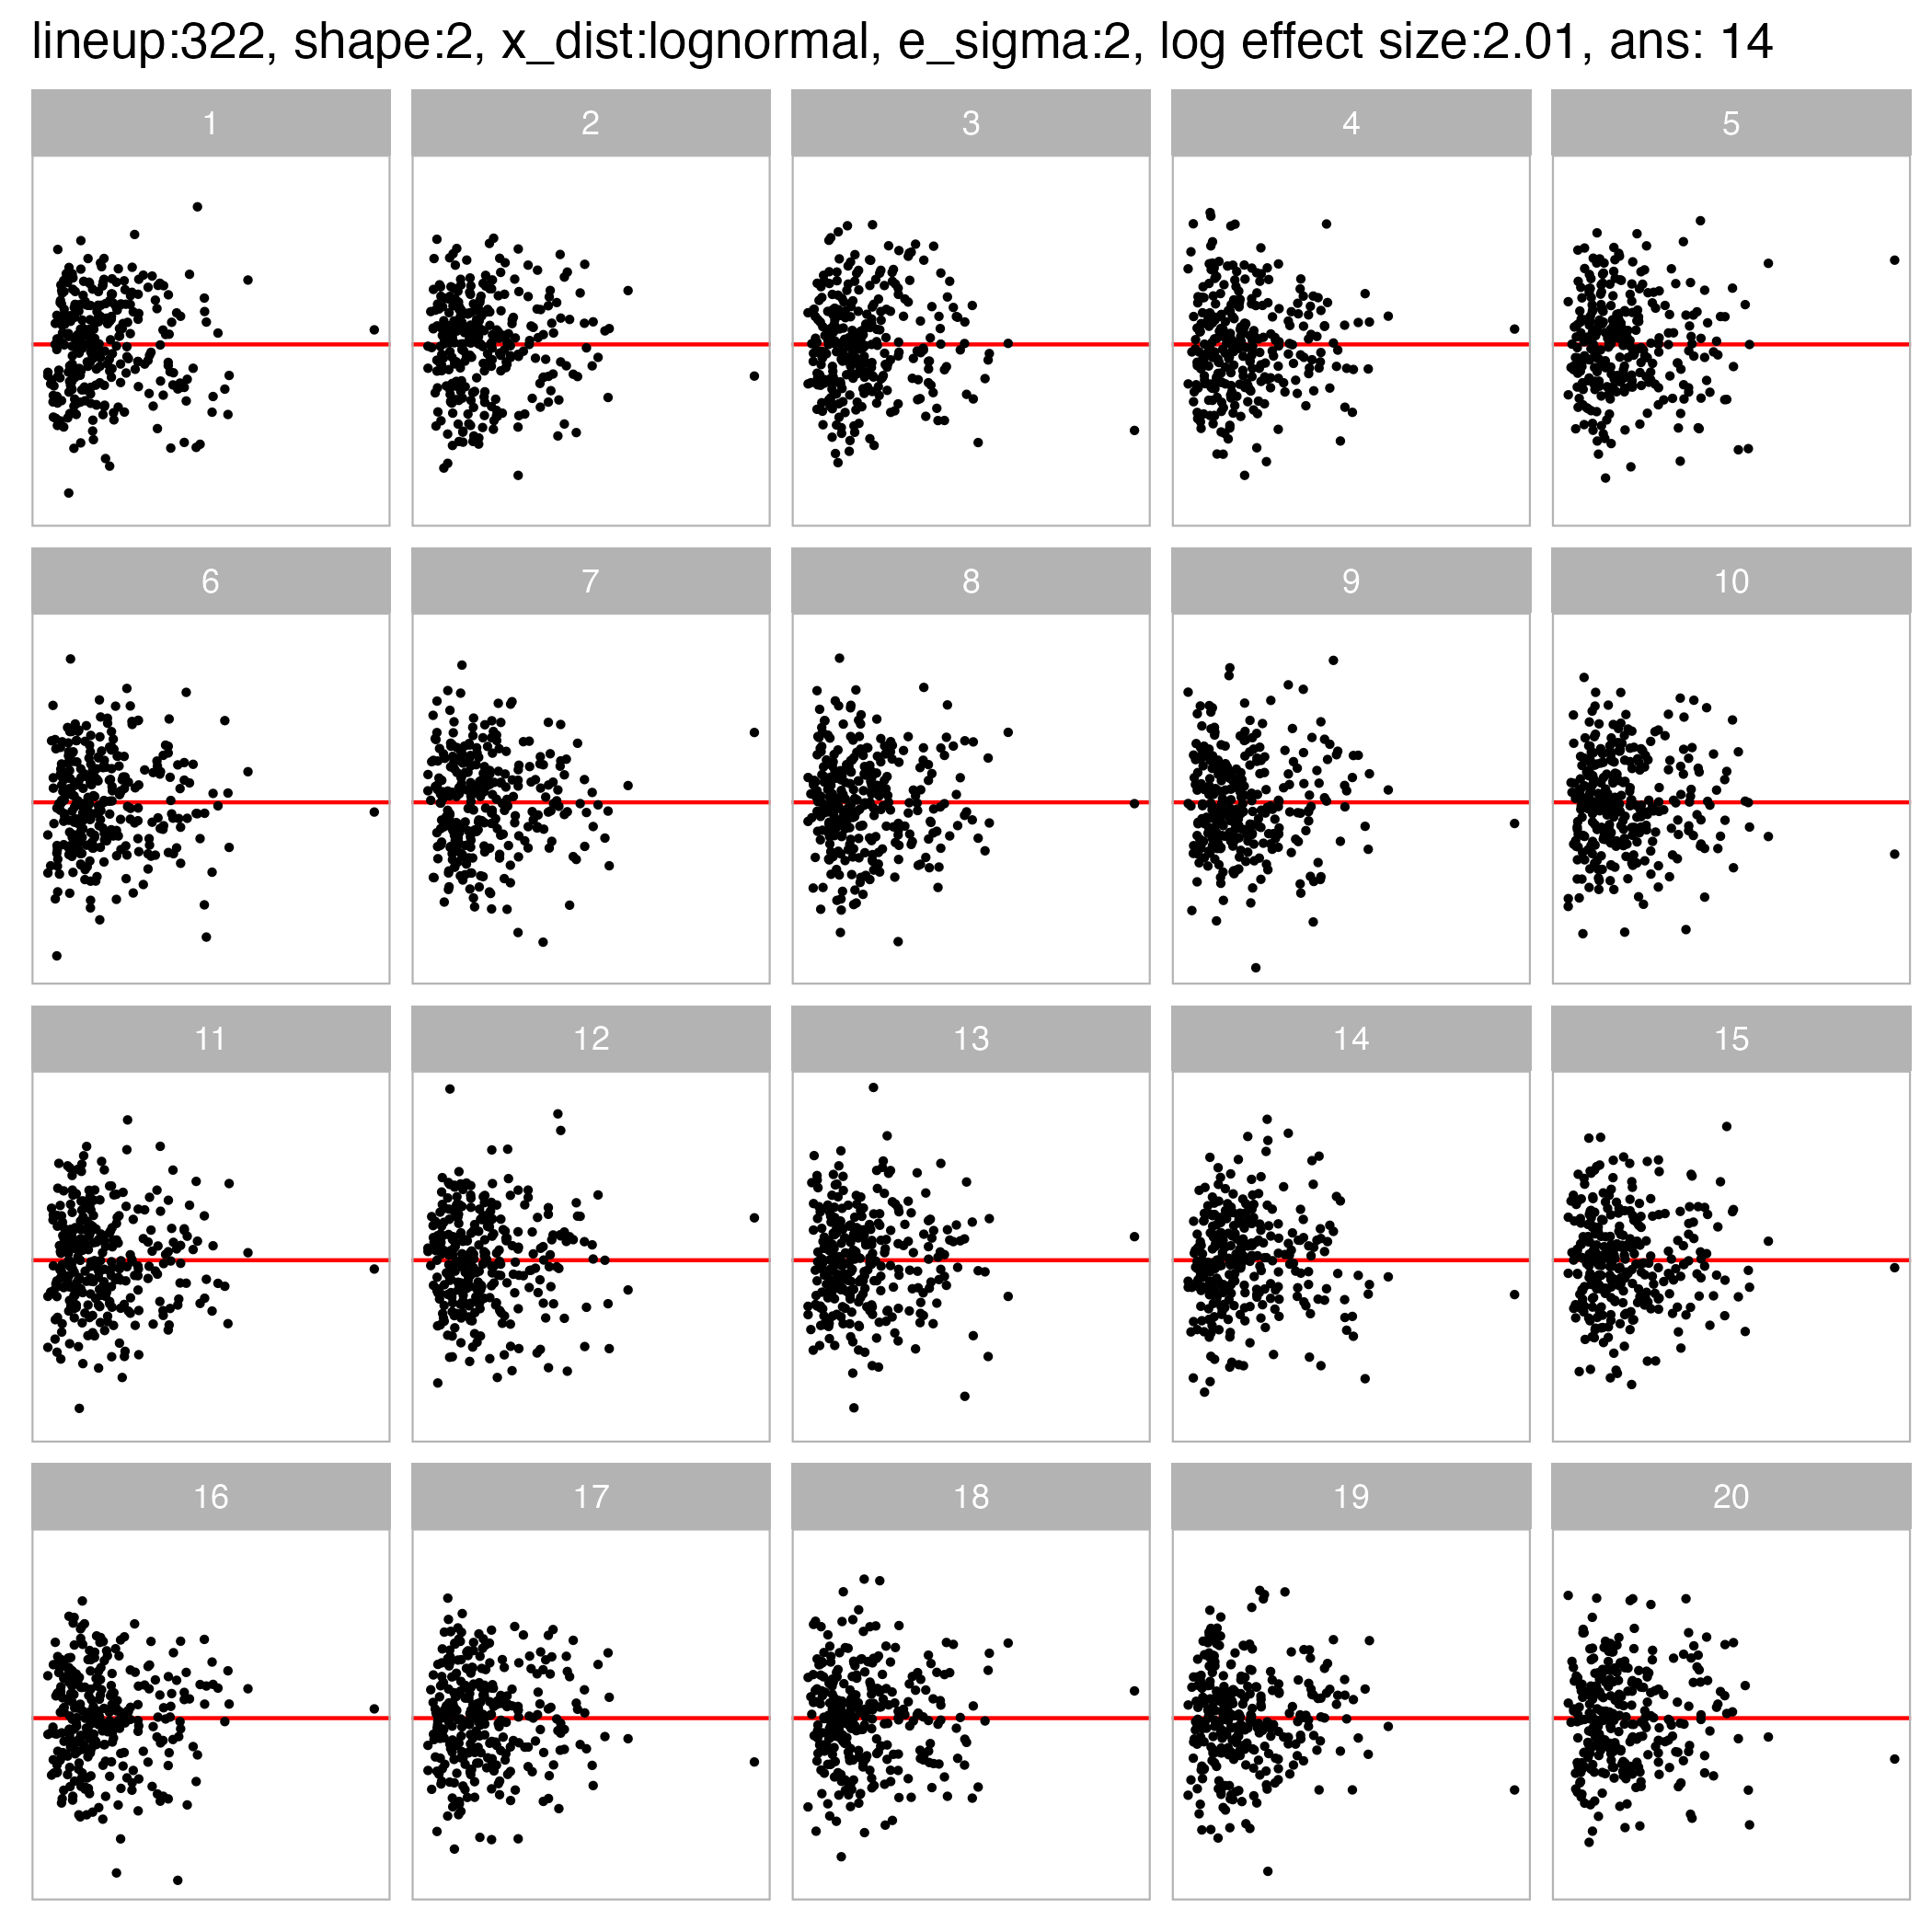 lineup:322, shape:2, x_dist:lognormal, e_sigma:2, log effect size:2.01, ans: 14
1 2 3 4 5
6 7 8 9 10
11 12 13 14 15
16 17 18 19 20